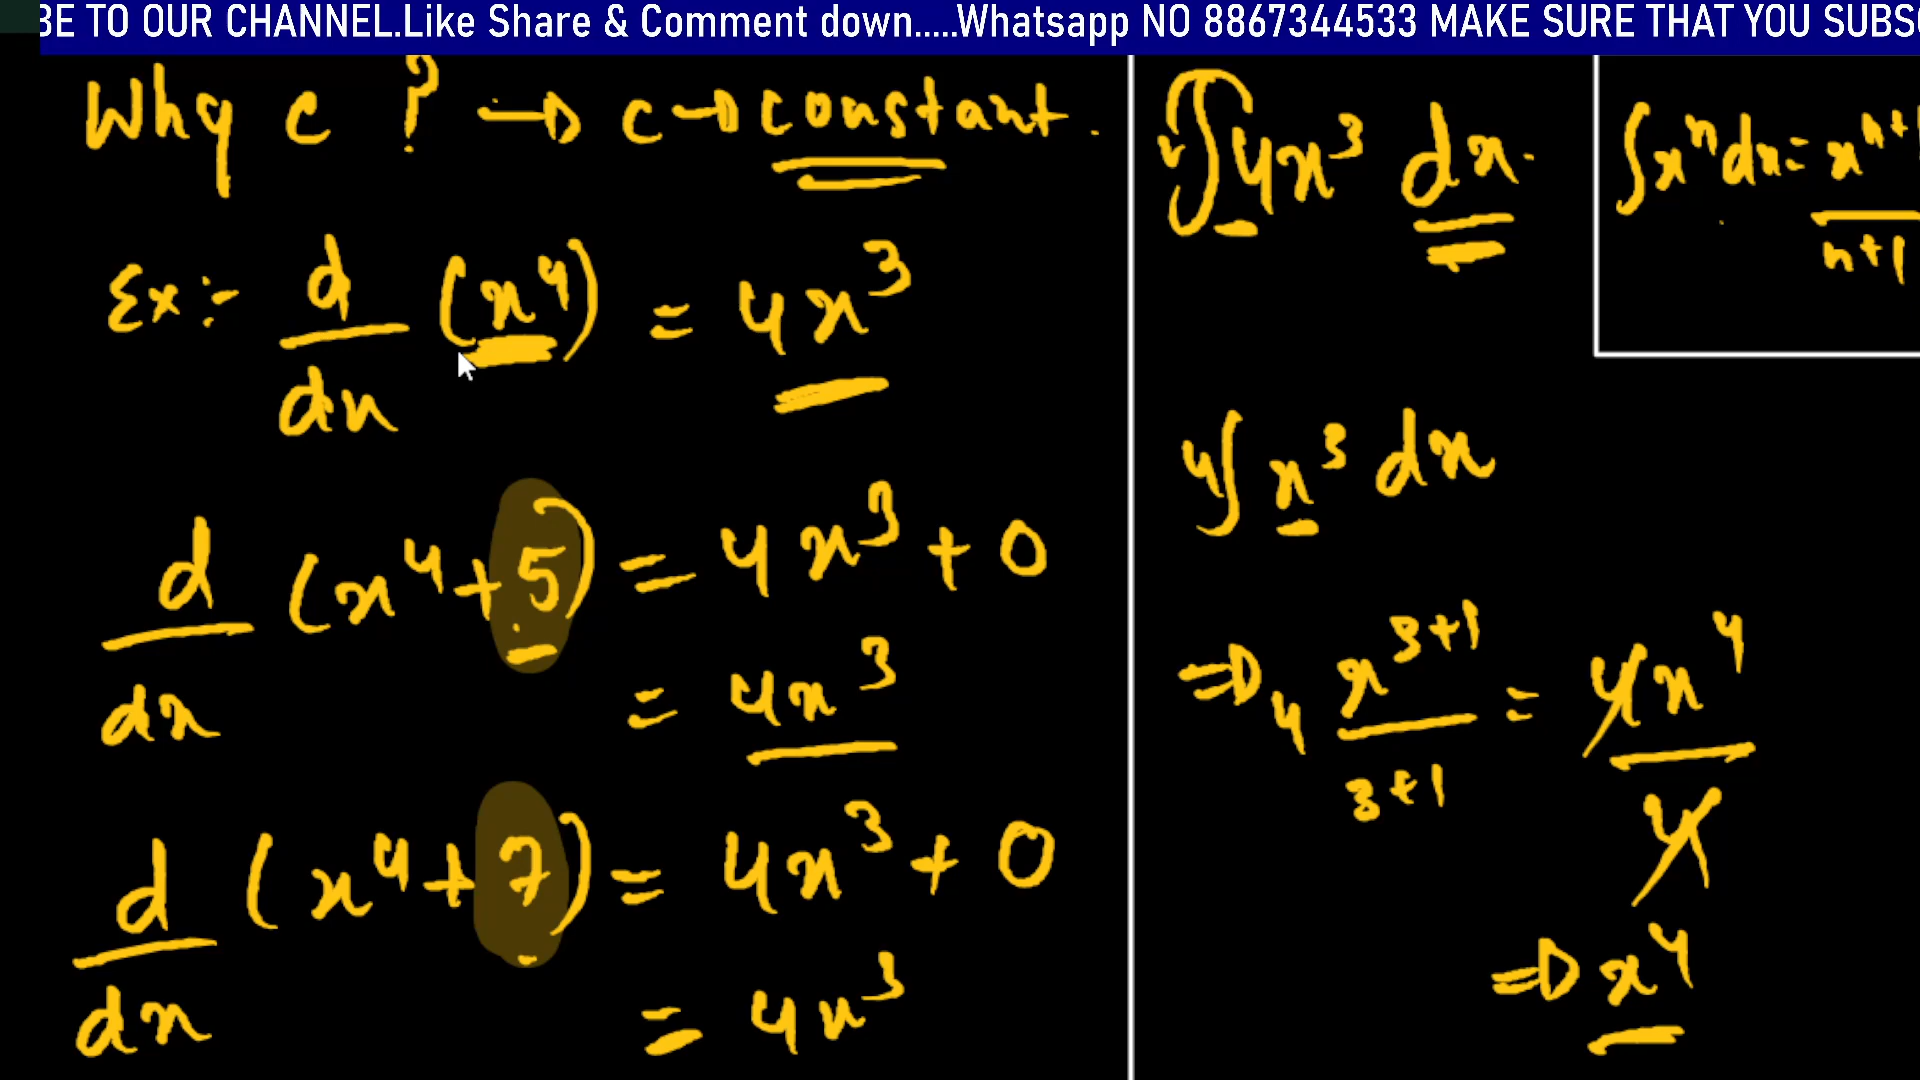 BE TO OUR CHANNEL.Like Share & Comment down.....Whatsapp NO 8867344533 MAKE SURE THAT YOU SUBS
Why c ? → c → constant.
Ex:- d/dx (x⁴) = 4x³
d/dx (x⁴+5) = 4x³ + 0
= 4x³
d/dx (x⁴+7) = 4x³ + 0
= 4x³
∫4x³ dx.
4∫x³ dx
⇒ 4 x³⁺¹/3+1 = 4x⁴/4
⇒ x⁴
∫xⁿdx = xⁿ⁺¹/n+1